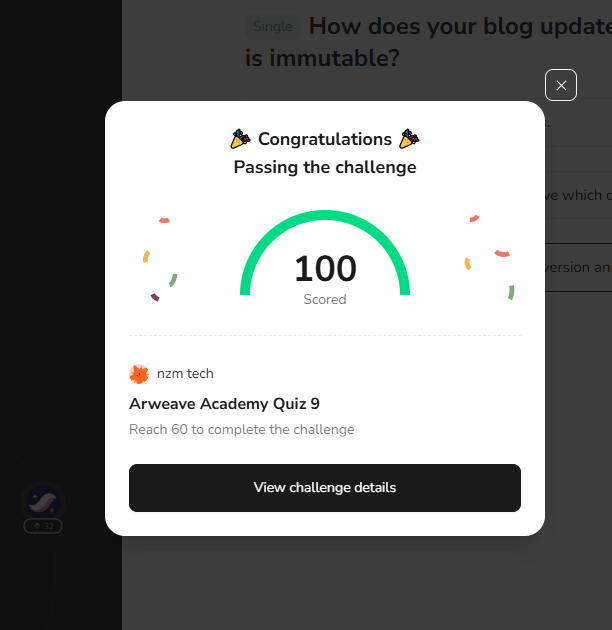 Single How does your blog update
is immutable?
Congratulations
Passing the challenge
ve which
100
Scored
version and
nzm tech
Arweave Academy Quiz 9
Reach 60 to complete the challenge
View challenge details
32